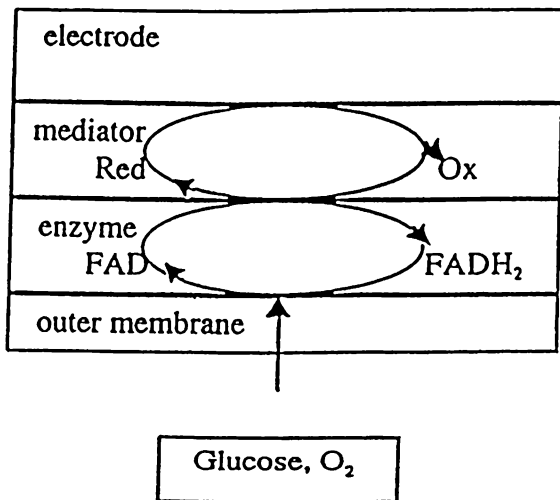 electrode
mediator
Red Ox
enzyme
FAD FADH₂
outer membrane
Glucose, O₂